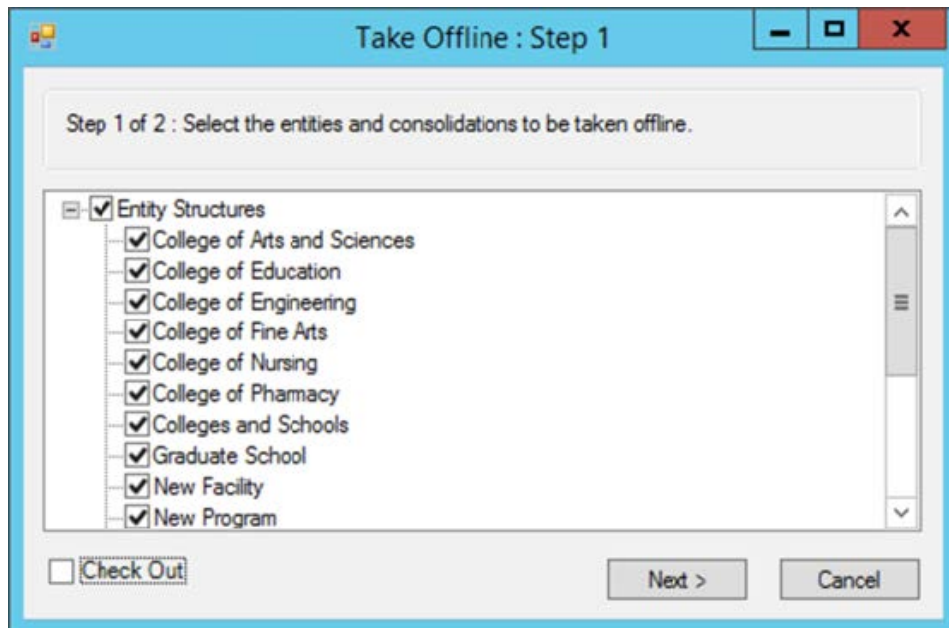 Take Offline : Step 1
Step 1 of 2 : Select the entities and consolidations to be taken offline.
Entity Structures
College of Arts and Sciences
College of Education
College of Engineering
College of Fine Arts
College of Nursing
College of Pharmacy
Colleges and Schools
Graduate School
New Facility
New Program
Check Out
Next >
Cancel